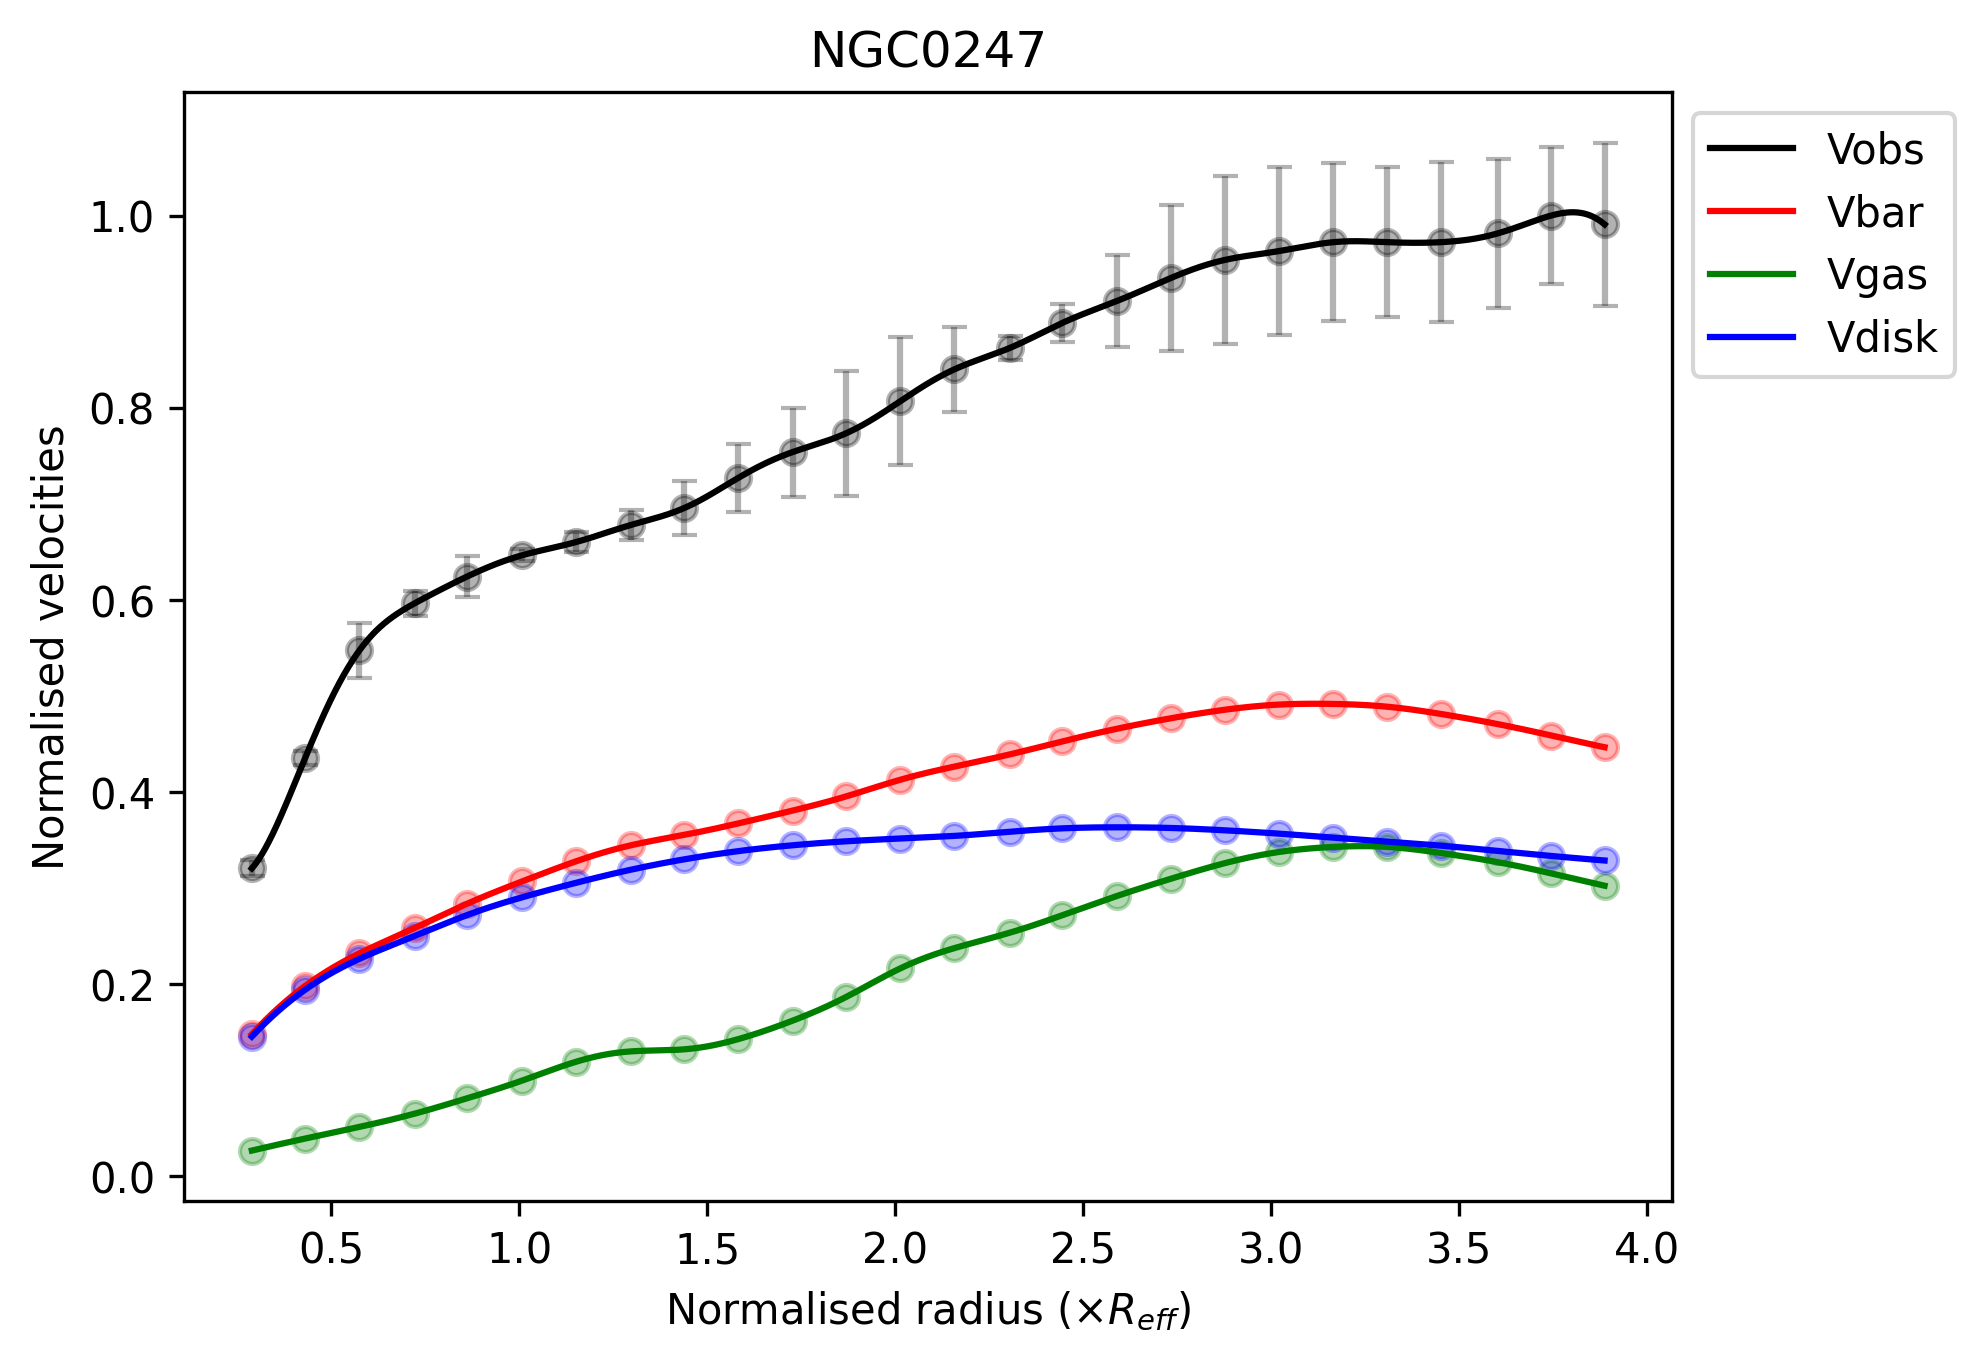 NGC0247
Vobs
Vbar
Vgas
Vdisk
Normalised velocities
1.0
0.8
0.6
0.4
0.2
0.0
0.5 1.0 1.5 2.0 2.5 3.0 3.5 4.0
Normalised radius (×R_eff)